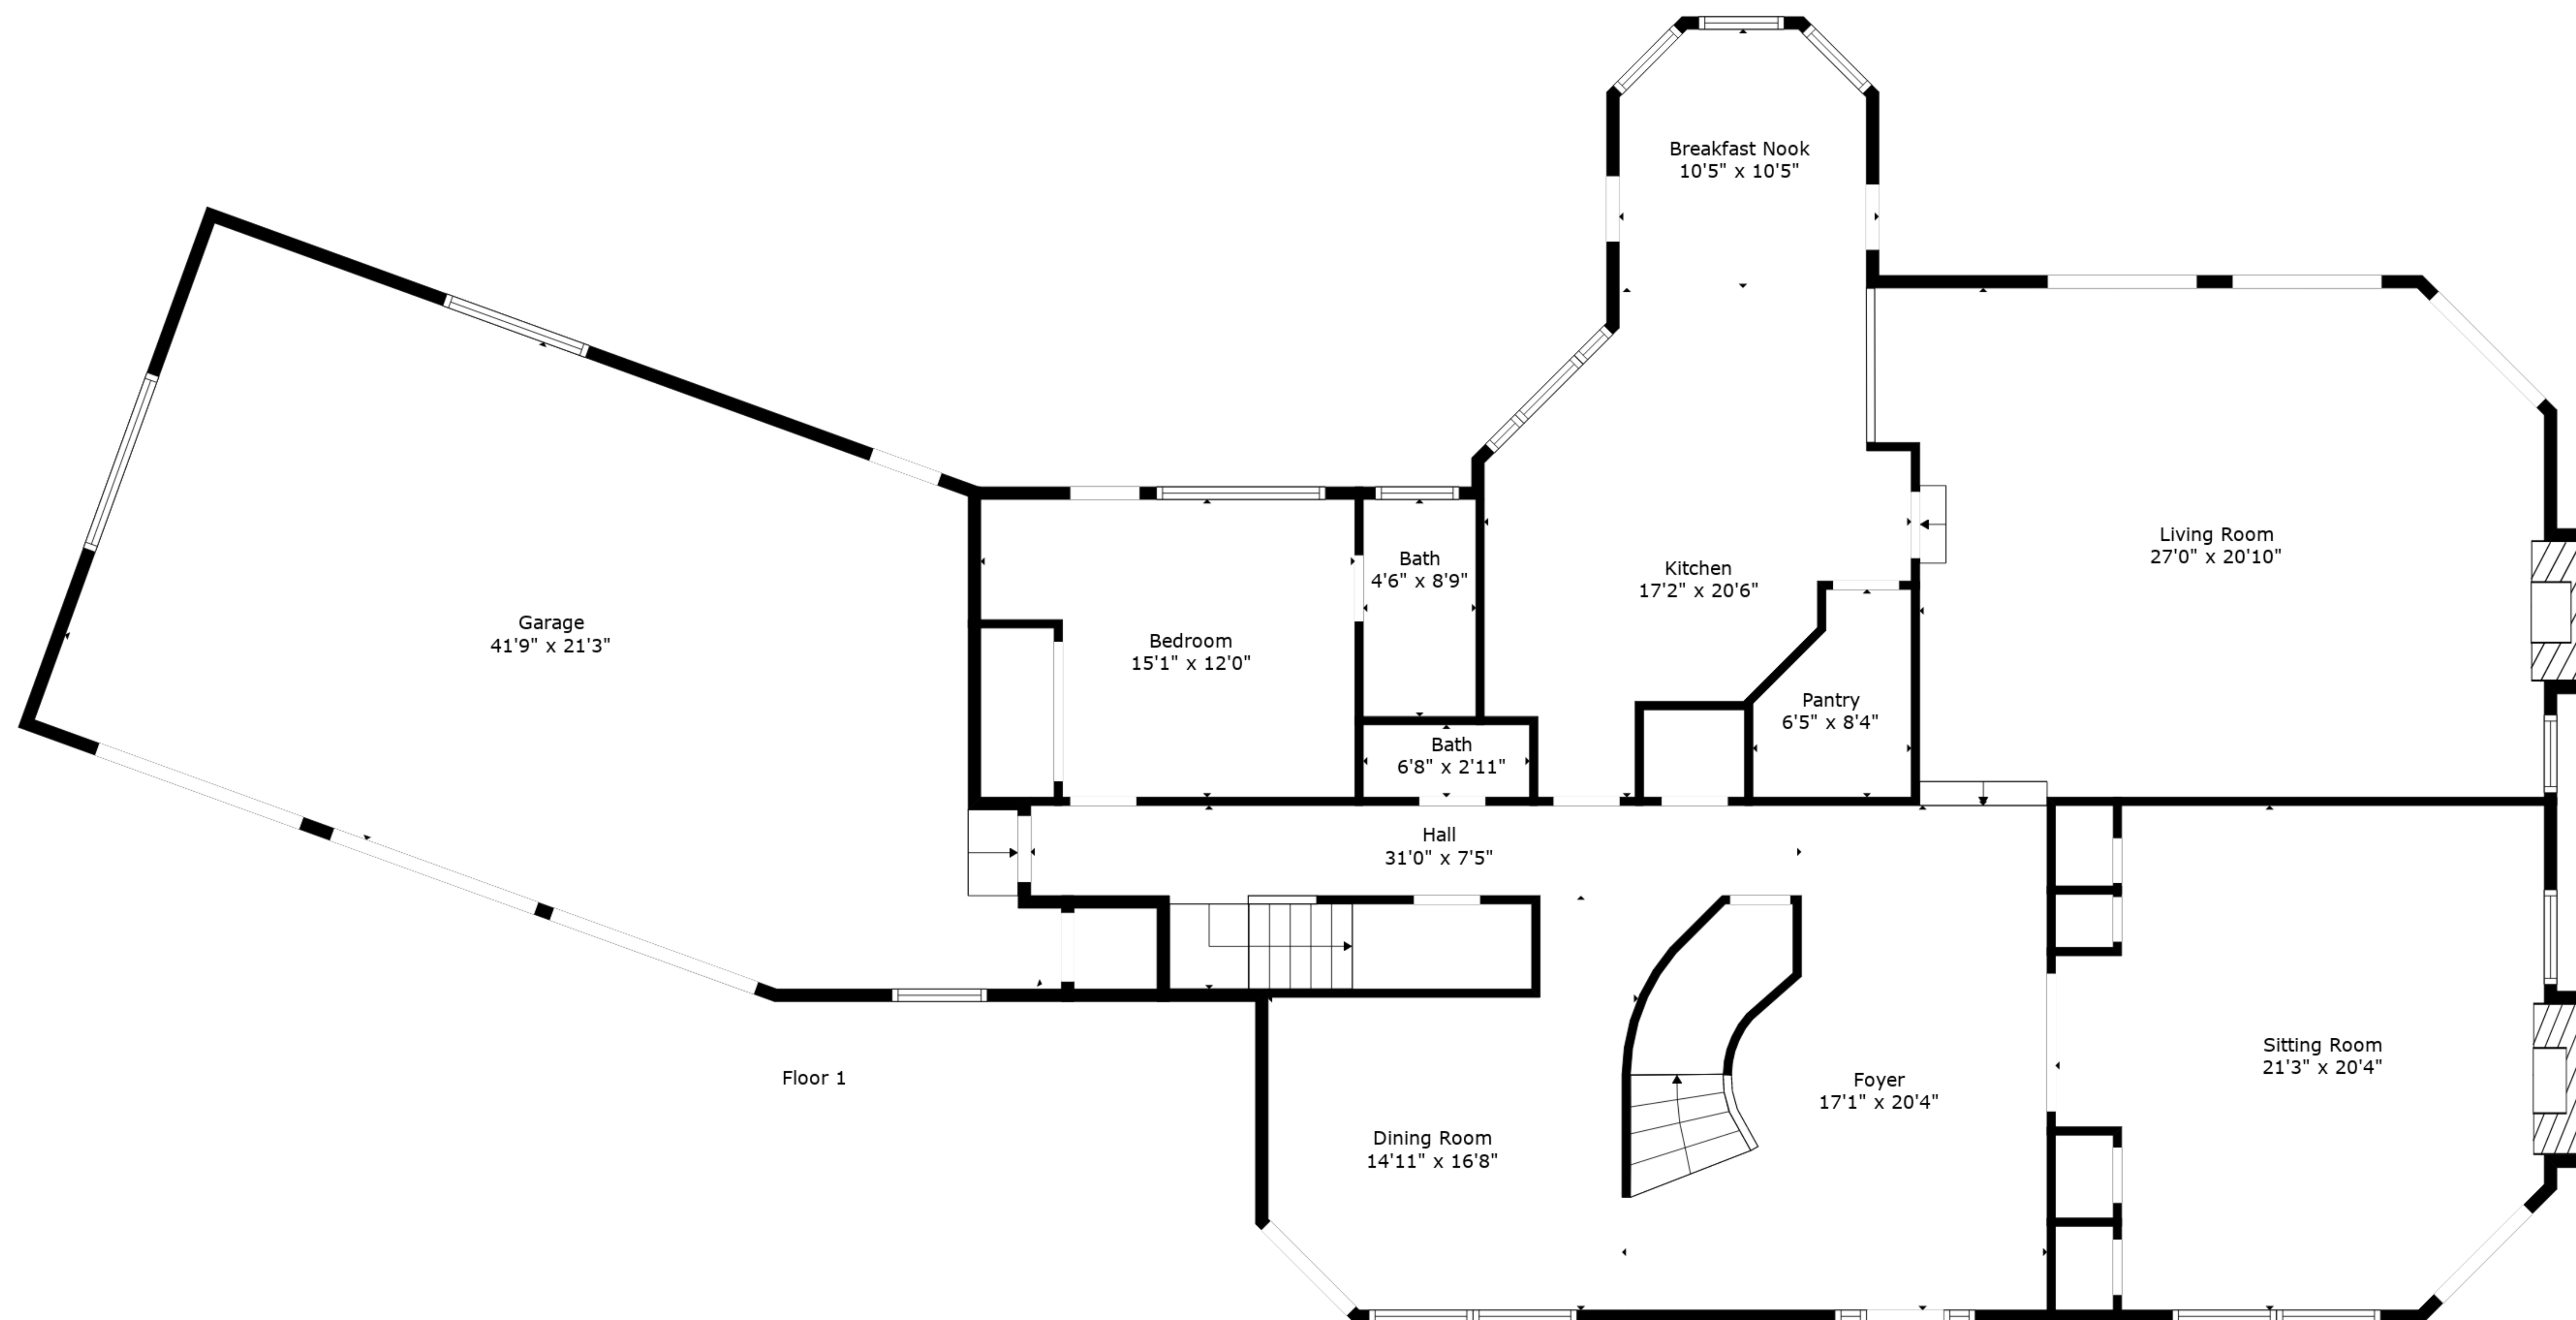 Breakfast Nook
10'5" x 10'5"
Living Room
27'0" x 20'10"
Bath
4'6" x 8'9"
Kitchen
17'2" x 20'6"
Garage
41'9" x 21'3"
Bedroom
15'1" x 12'0"
Pantry
6'5" x 8'4"
Bath
6'8" x 2'11"
Hall
31'0" x 7'5"
Sitting Room
21'3" x 20'4"
Floor 1
Foyer
17'1" x 20'4"
Dining Room
14'11" x 16'8"